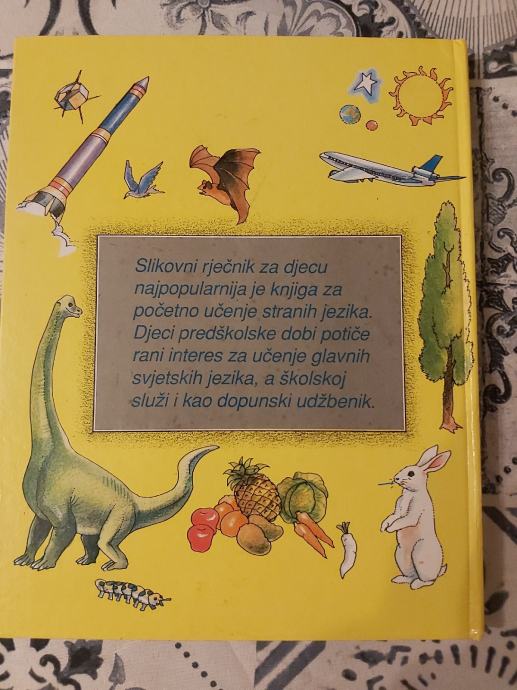 Slikovni rječnik za djecu
najpopularnija je knjiga za
početno učenje stranih jezika.
Djeci predškolske dobi potiče
rani interes za učenje glavnih
svjetskih jezika, a školskoj
služi i kao dopunski udžbenik.